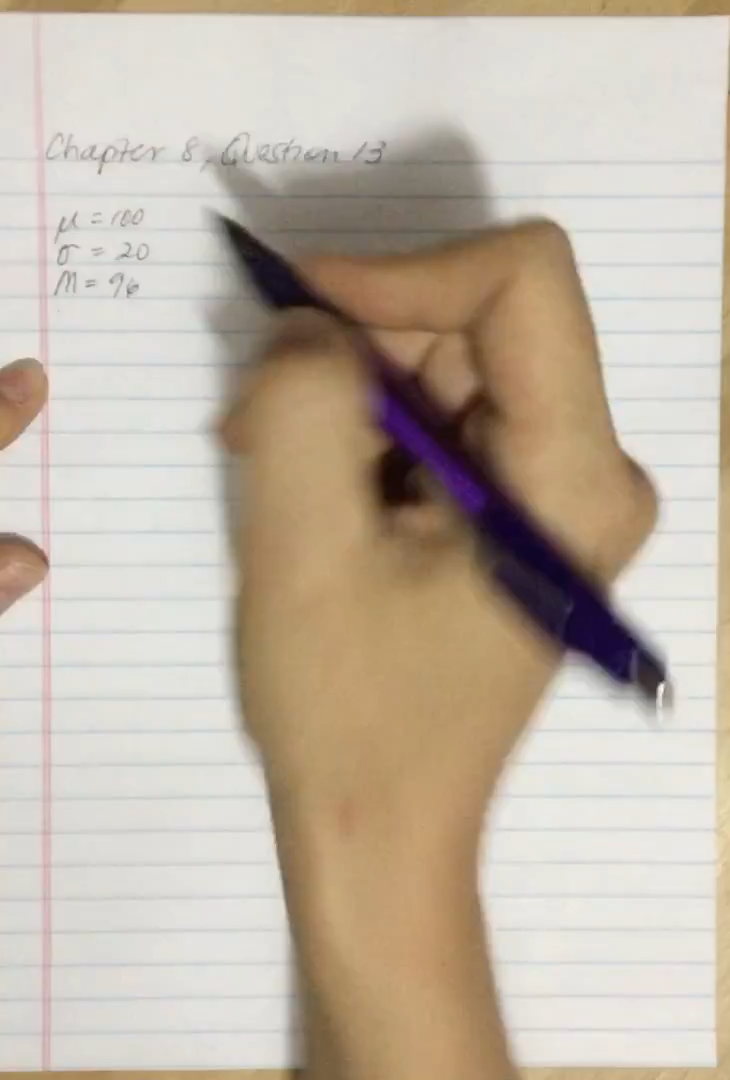 Chapter 8, Question 13
μ = 100
σ = 20
M = 96